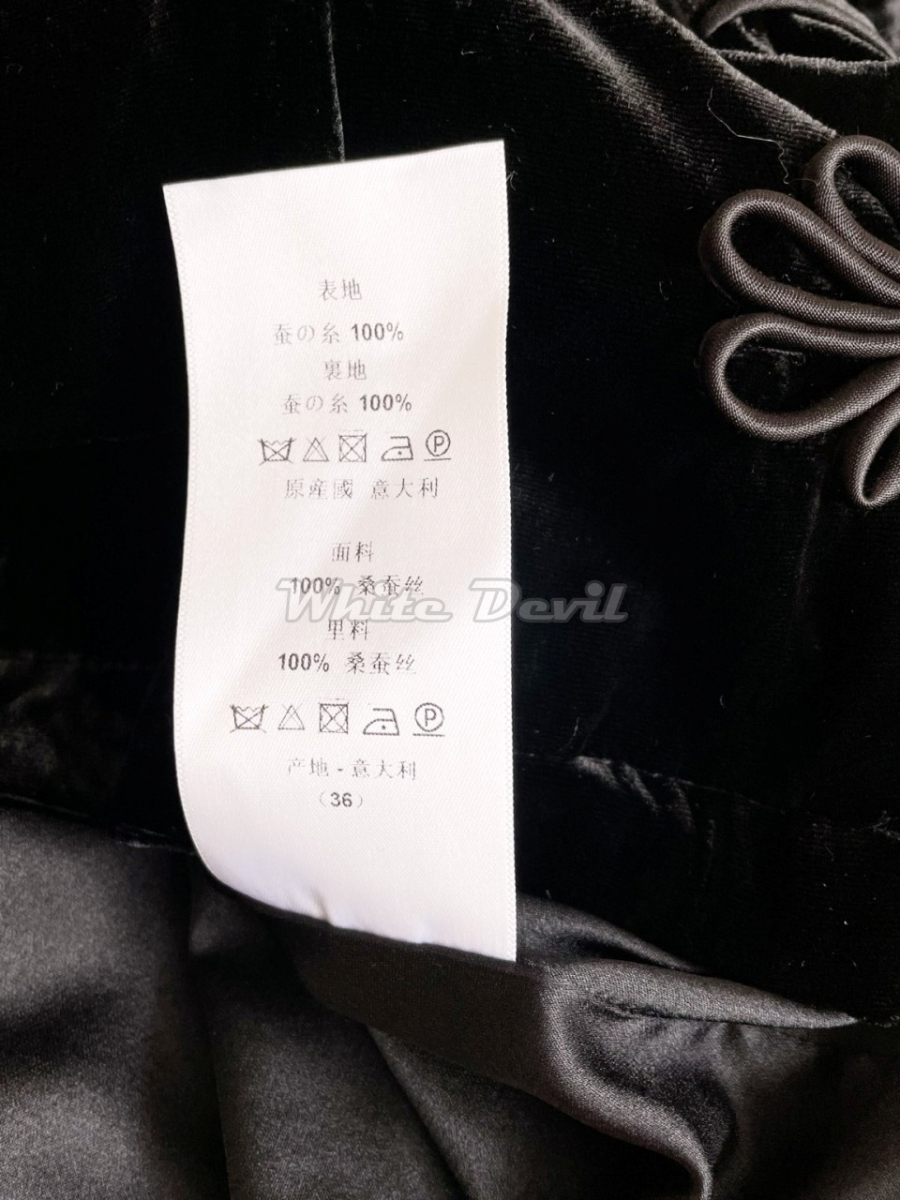 表地
蚕の糸 100%
裏地
蚕の糸 100%
P
原産國 意大利
面料
100% 桑蚕丝
White Devil
里料
100% 桑蚕丝
P
产地 - 意大利
（36）